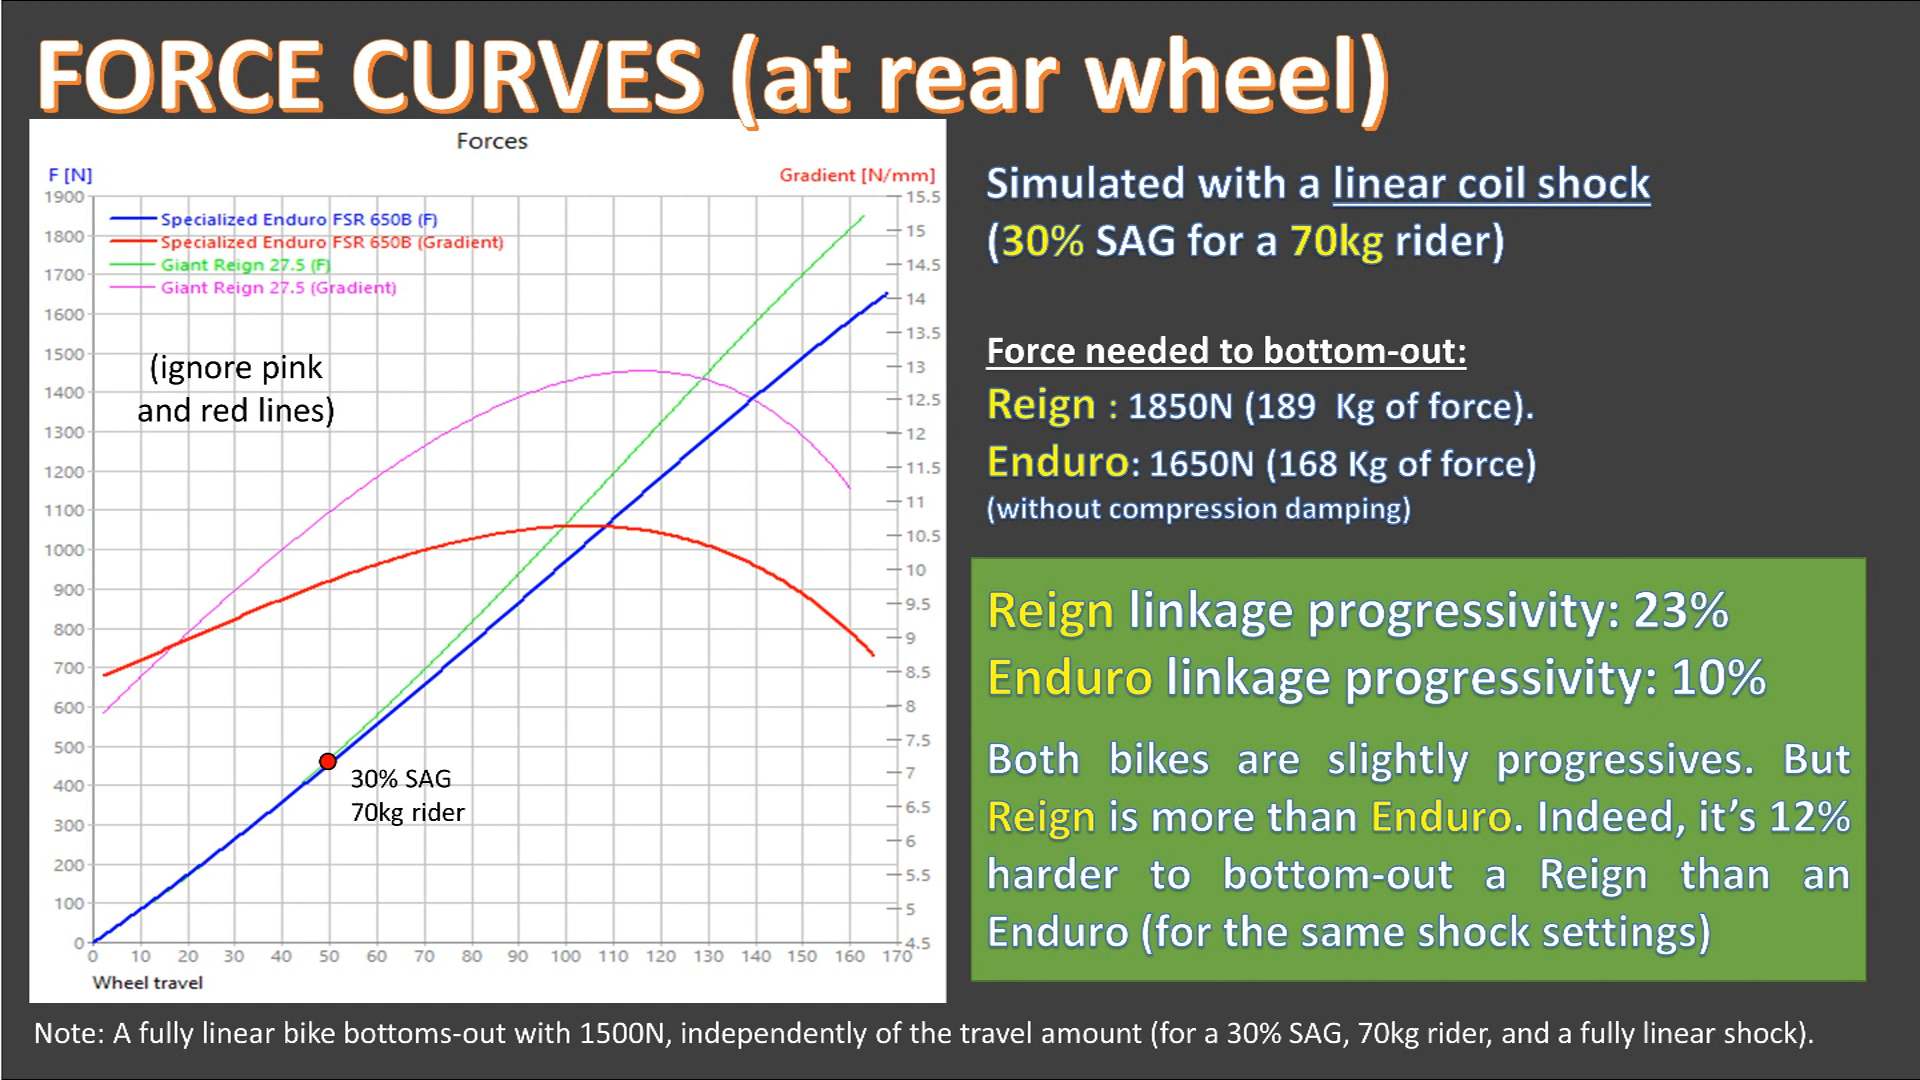 FORCE CURVES (at rear wheel)
Forces
F [N]
Gradient [N/mm]
Specialized Enduro FSR 650B (F)
Specialized Enduro FSR 650B (Gradient)
Giant Reign 27.5 (F)
Giant Reign 27.5 (Gradient)
(ignore pink
and red lines)
30% SAG
70kg rider
1900
1800
1700
1600
1500
1400
1300
1200
1100
1000
900
800
700
600
500
400
300
200
100
0
15.5
15
14.5
14
13.5
13
12.5
12
11.5
11
10.5
10
9.5
9
8.5
8
7.5
7
6.5
6
5.5
5
4.5
0 10 20 30 40 50 60 70 80 90 100 110 120 130 140 150 160 170
Wheel travel
Simulated with a linear coil shock
(30% SAG for a 70kg rider)
Force needed to bottom-out:
Reign : 1850N (189 Kg of force).
Enduro: 1650N (168 Kg of force)
(without compression damping)
Reign linkage progressivity: 23%
Enduro linkage progressivity: 10%
Both bikes are slightly progressives. But
Reign is more than Enduro. Indeed, it’s 12%
harder to bottom-out a Reign than an
Enduro (for the same shock settings)
Note: A fully linear bike bottoms-out with 1500N, independently of the travel amount (for a 30% SAG, 70kg rider, and a fully linear shock).